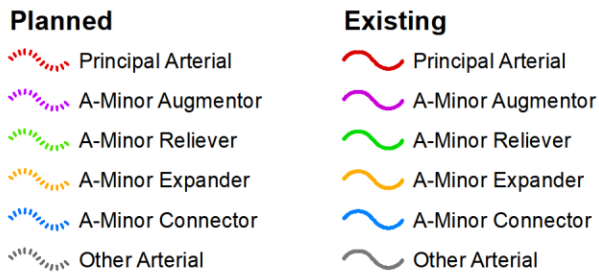 Planned
Principal Arterial
A-Minor Augmentor
A-Minor Reliever
A-Minor Expander
A-Minor Connector
Other Arterial
Existing
Principal Arterial
A-Minor Augmentor
A-Minor Reliever
A-Minor Expander
A-Minor Connector
Other Arterial